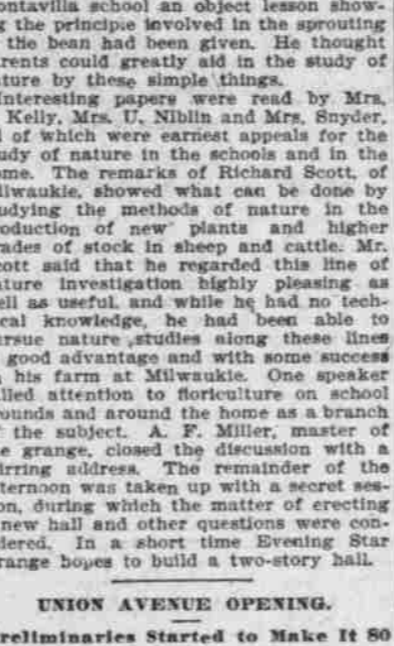 ontavilla school an object lesson show-
g the principle involved in the sprouting
the bean had been given. He thought
rents could greatly aid in the study of
ture by these simple things.
Interesting papers were read by Mrs.
Kelly, Mrs. U. Niblin and Mrs. Snyder,
l of which were earnest appeals for the
udy of nature in the schools and in the
ome. The remarks of Richard Scott, of
ilwaukie, showed what can be done by
udying the methods of nature in the
oduction of new plants and higher
ades of stock in sheep and cattle. Mr.
cott said that he regarded this line of
ature investigation highly pleasing as
ell as useful, and while he had no tech-
ical knowledge, he had been able to
ursue nature studies along these lines
good advantage and with some success
n his farm at Milwaukie. One speaker
lled attention to floriculture on school
ounds and around the home as a branch
f the subject. A. F. Miller, master of
e grange, closed the discussion with a
irring address. The remainder of the
ternoon was taken up with a secret ses-
on, during which the matter of erecting
new hall and other questions were con-
dered. In a short time Evening Star
range hopes to build a two-story hall.
UNION AVENUE OPENING.
reliminaries Started to Make It 80